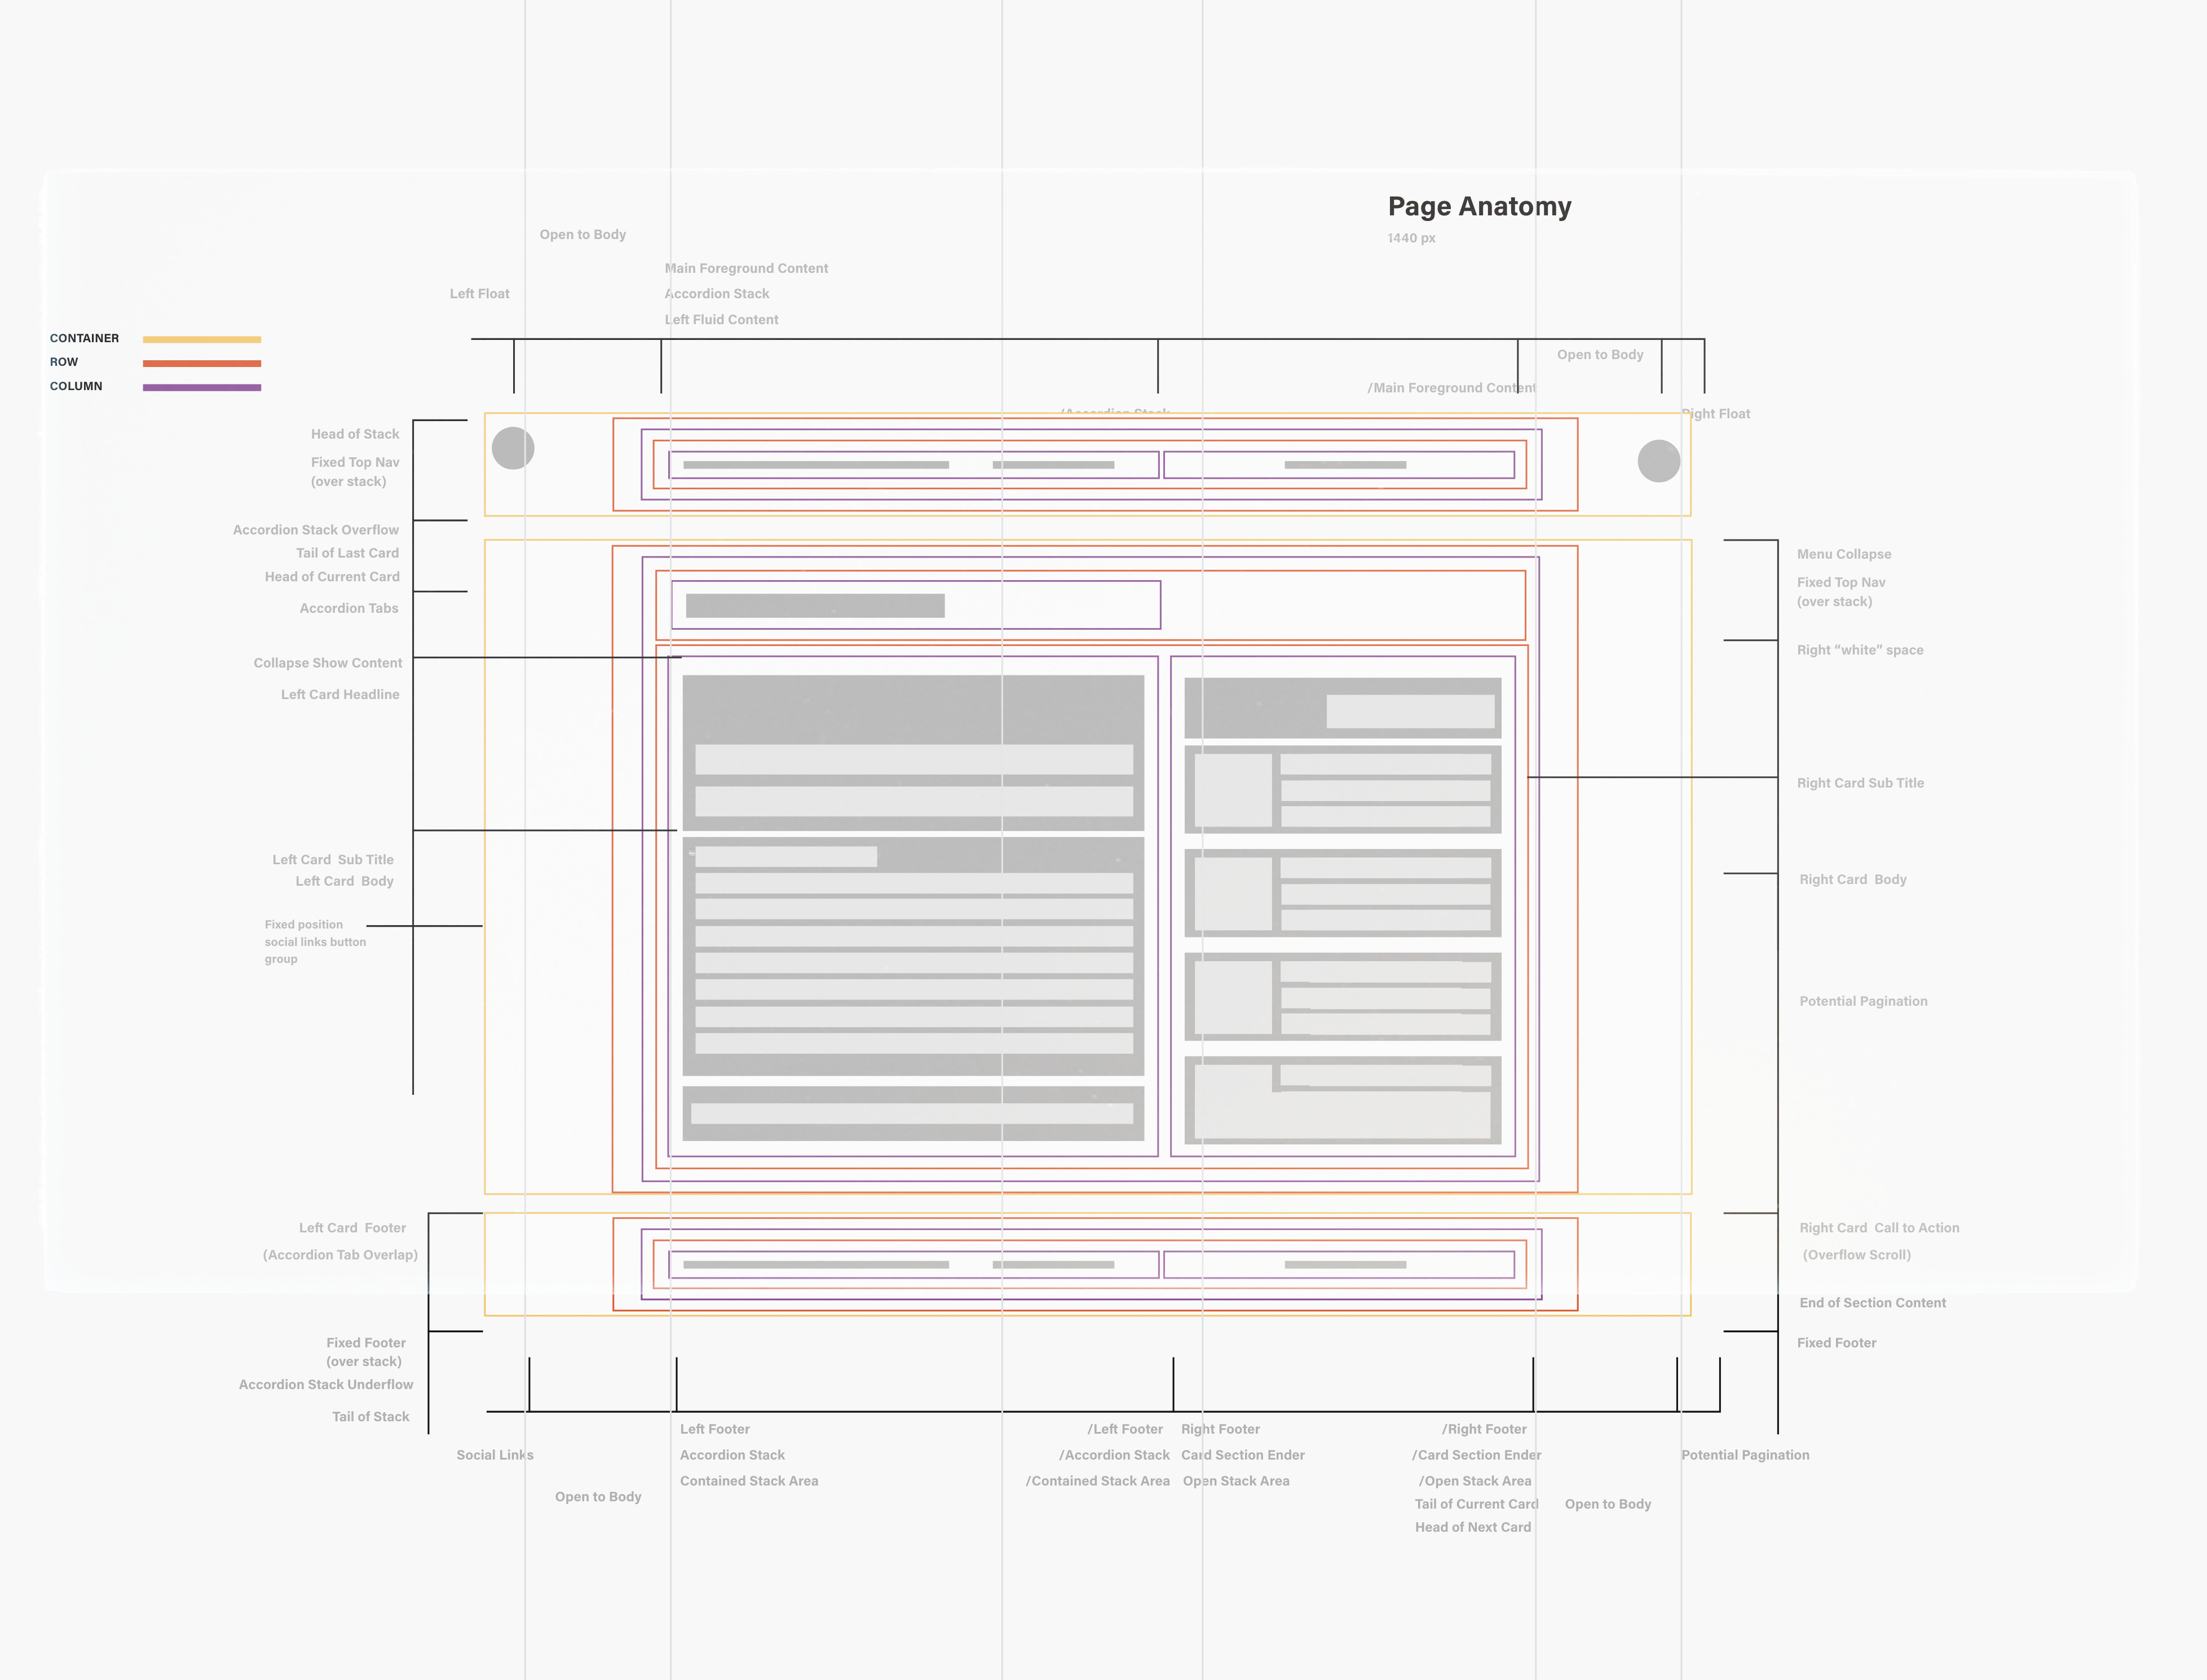 Page Anatomy
1440 px
Open to Body
Main Foreground Content
Left Float
Accordion Stack
Left Fluid Content
CONTAINER
ROW
COLUMN
Open to Body
/Main Foreground Content
/Accordion Stack
Right Float
Head of Stack
Fixed Top Nav
(over stack)
Accordion Stack Overflow
Tail of Last Card
Head of Current Card
Accordion Tabs
Collapse Show Content
Left Card Headline
Left Card Sub Title
Left Card Body
Fixed position
social links button
group
Menu Collapse
Fixed Top Nav
(over stack)
Right “white” space
Right Card Sub Title
Right Card Body
Potential Pagination
Left Card Footer
(Accordion Tab Overlap)
Right Card Call to Action
(Overflow Scroll)
End of Section Content
Fixed Footer
(over stack)
Accordion Stack Underflow
Tail of Stack
Fixed Footer
Left Footer
/Left Footer
Right Footer
/Right Footer
Social Links
Accordion Stack
/Accordion Stack
Card Section Ender
/Card Section Ender
Potential Pagination
Contained Stack Area
/Contained Stack Area
Open Stack Area
/Open Stack Area
Open to Body
Tail of Current Card
Open to Body
Head of Next Card